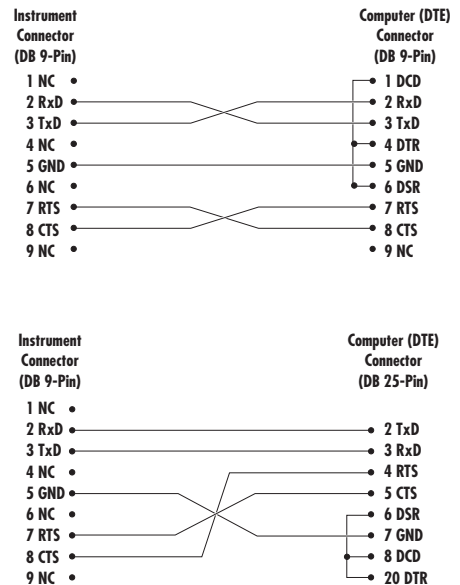 Instrument Computer (DTE)
Connector Connector
(DB 9-Pin) (DB 9-Pin)
1 NC 1 DCD
2 RxD 2 RxD
3 TxD 3 TxD
4 NC 4 DTR
5 GND 5 GND
6 NC 6 DSR
7 RTS 7 RTS
8 CTS 8 CTS
9 NC 9 NC
Instrument Computer (DTE)
Connector Connector
(DB 9-Pin) (DB 25-Pin)
1 NC
2 RxD 2 TxD
3 TxD 3 RxD
4 NC 4 RTS
5 GND 5 CTS
6 NC 6 DSR
7 RTS 7 GND
8 CTS 8 DCD
9 NC 20 DTR